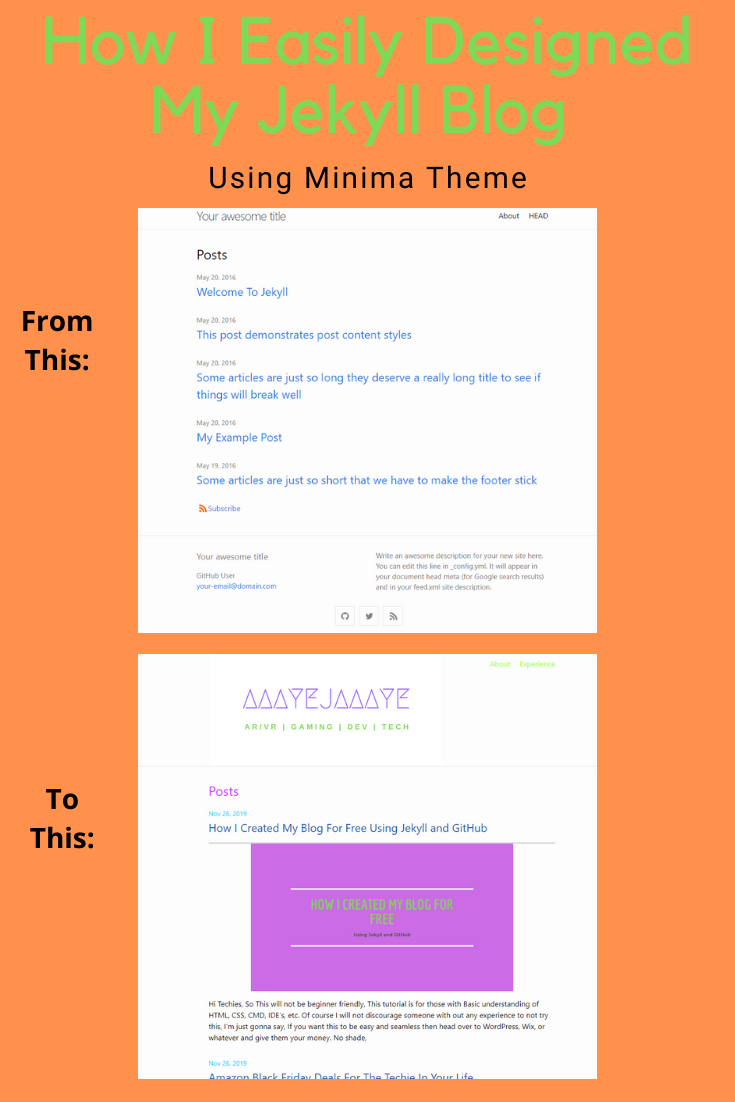 How I Easily Designed
My Jekyll Blog
Using Minima Theme
From
This:
Your awesome title
About HEAD
Posts
May 20, 2016
Welcome To Jekyll
May 20, 2016
This post demonstrates post content styles
May 20, 2016
Some articles are just so long they deserve a really long title to see if
things will break well
May 20, 2016
My Example Post
May 19, 2016
Some articles are just so short that we have to make the footer stick
Subscribe
Your awesome title
GitHub User
your-email@domain.com
Write an awesome description for your new site here.
You can edit this line in _config.yml. It will appear in
your document head meta (for Google search results)
and in your feed.xml site description.
To
This:
About Experience
AAAYEJAAAYE
AR/VR | GAMING | DEV | TECH
Posts
Nov 26, 2019
How I Created My Blog For Free Using Jekyll and GitHub
HOW I CREATED MY BLOG FOR
FREE
Using Jekyll and GitHub
Hi Techies, So This will not be beginner friendly, This tutorial is for those with Basic understanding of
HTML, CSS, CMD, IDE's, etc. Of course I will not discourage someone with out any experience to not try
this, I'm just gonna say, If you want this to be easy and seamless then head over to WordPress, Wix, or
whatever and give them your money. No shade,
Nov 26, 2019
Amazon Black Friday Deals For The Techie In Your Life